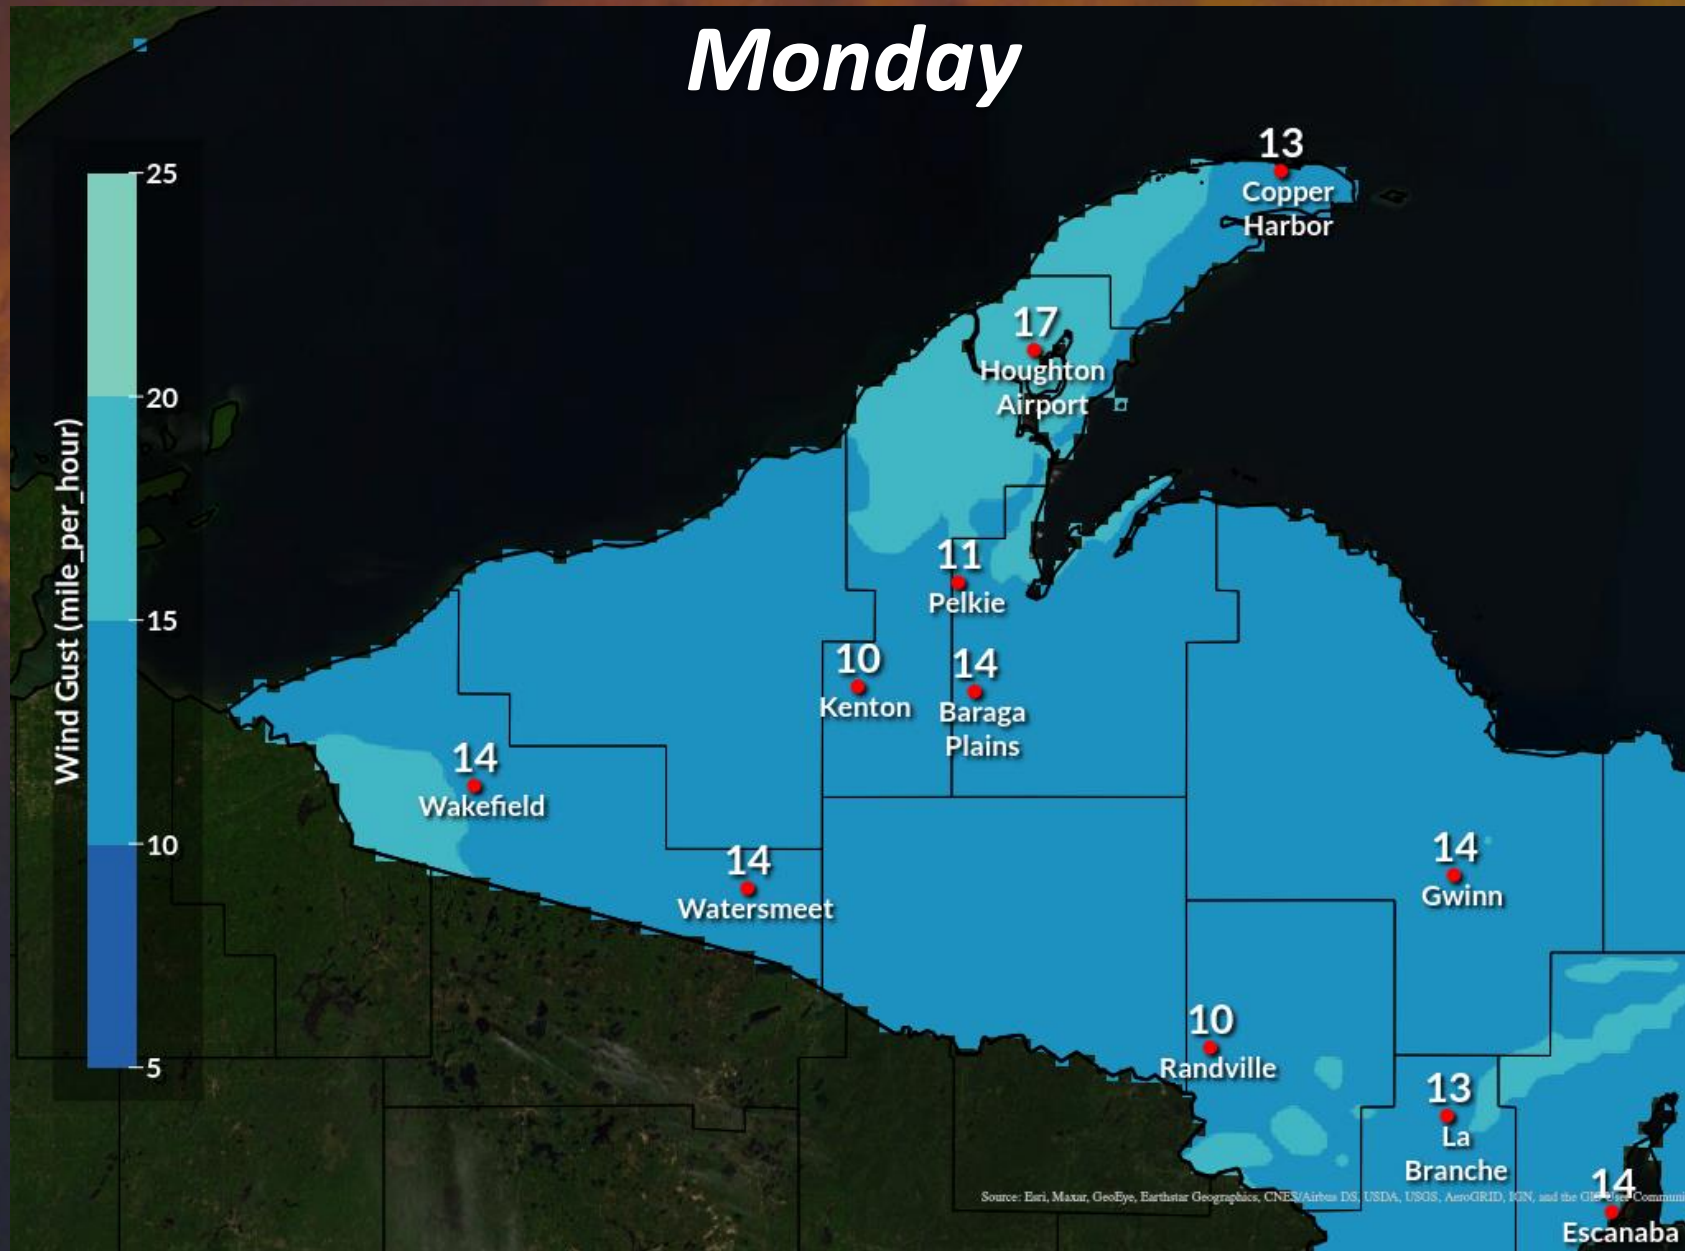 Monday
Wind Gust (mile_per_hour)
25
20
15
10
5
13
Copper
Harbor
17
Houghton
Airport
11
Pelkie
10
Kenton
14
Baraga
Plains
14
Wakefield
14
Watersmeet
14
Gwinn
10
Randville
13
La
Branche
14
Escanaba
Source: Esri, Maxar, GeoEye, Earthstar Geographics, CNES/Airbus DS, USDA, USGS, AeroGRID, IGN, and the GIS User Communi